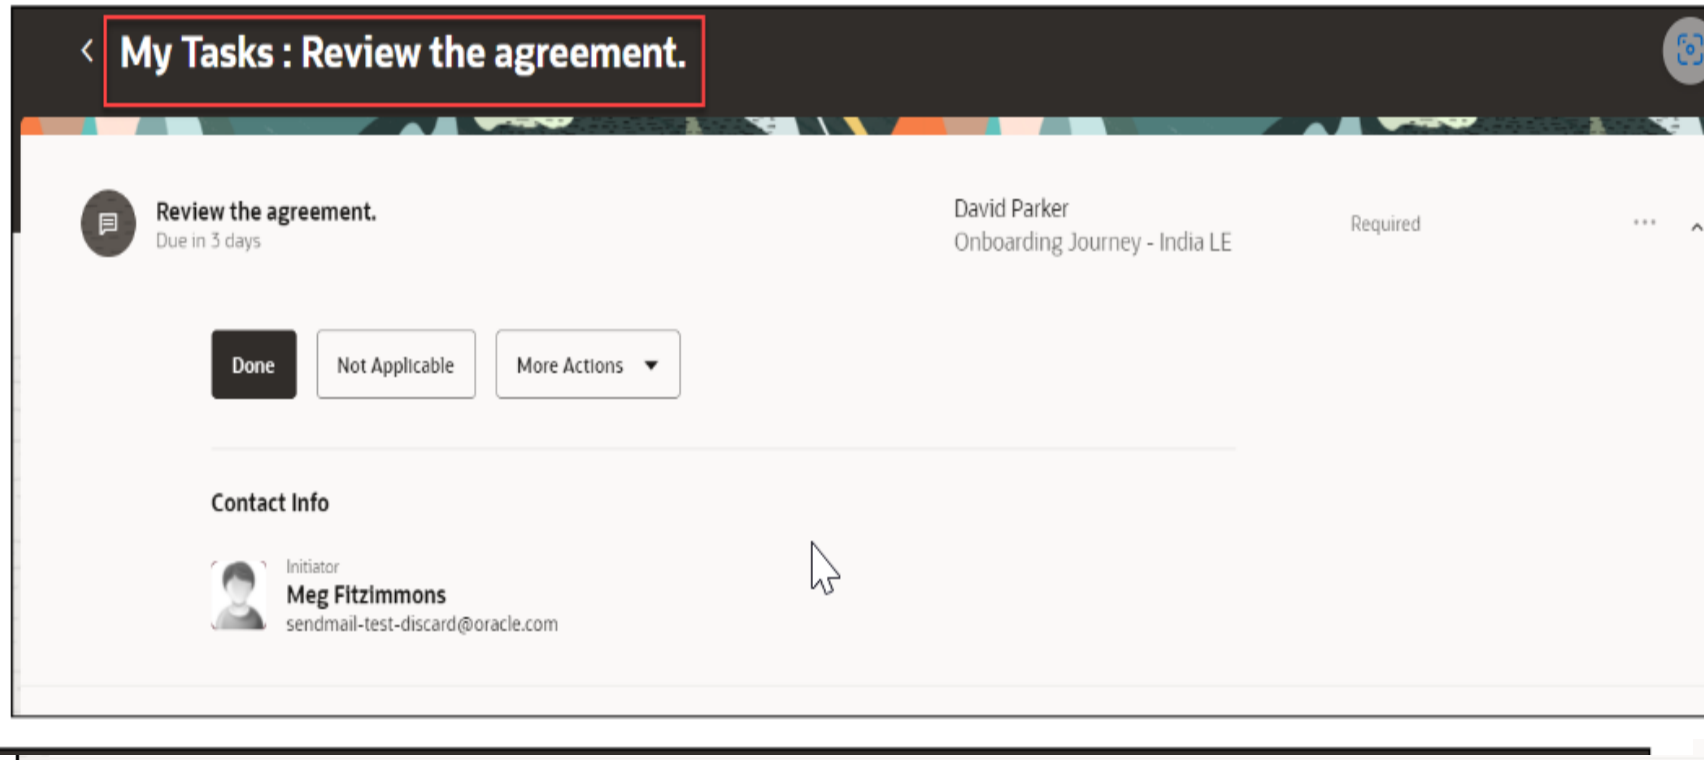 My Tasks : Review the agreement.
Review the agreement.
Due in 3 days
David Parker
Onboarding Journey - India LE
Required
Done
Not Applicable
More Actions
Contact Info
Initiator
Meg Fitzimmons
sendmail-test-discard@oracle.com